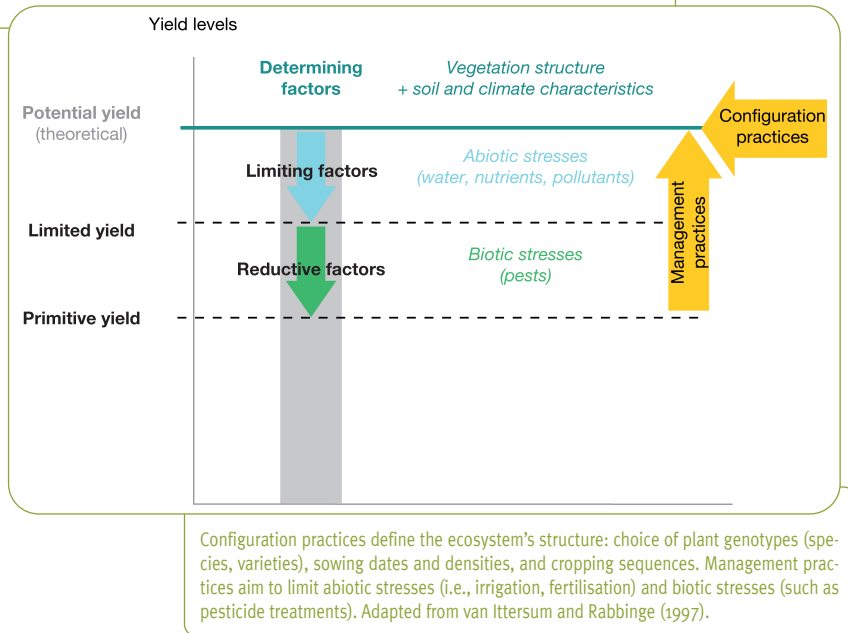 Yield levels
Determining
factors
Vegetation structure
+ soil and climate characteristics
Potential yield
(theoretical)
Configuration
practices
Limiting factors
Abiotic stresses
(water, nutrients, pollutants)
Limited yield
Management
practices
Reductive factors
Biotic stresses
(pests)
Primitive yield
Configuration practices define the ecosystem’s structure: choice of plant genotypes (spe-
cies, varieties), sowing dates and densities, and cropping sequences. Management prac-
tices aim to limit abiotic stresses (i.e., irrigation, fertilisation) and biotic stresses (such as
pesticide treatments). Adapted from van Ittersum and Rabbinge (1997).